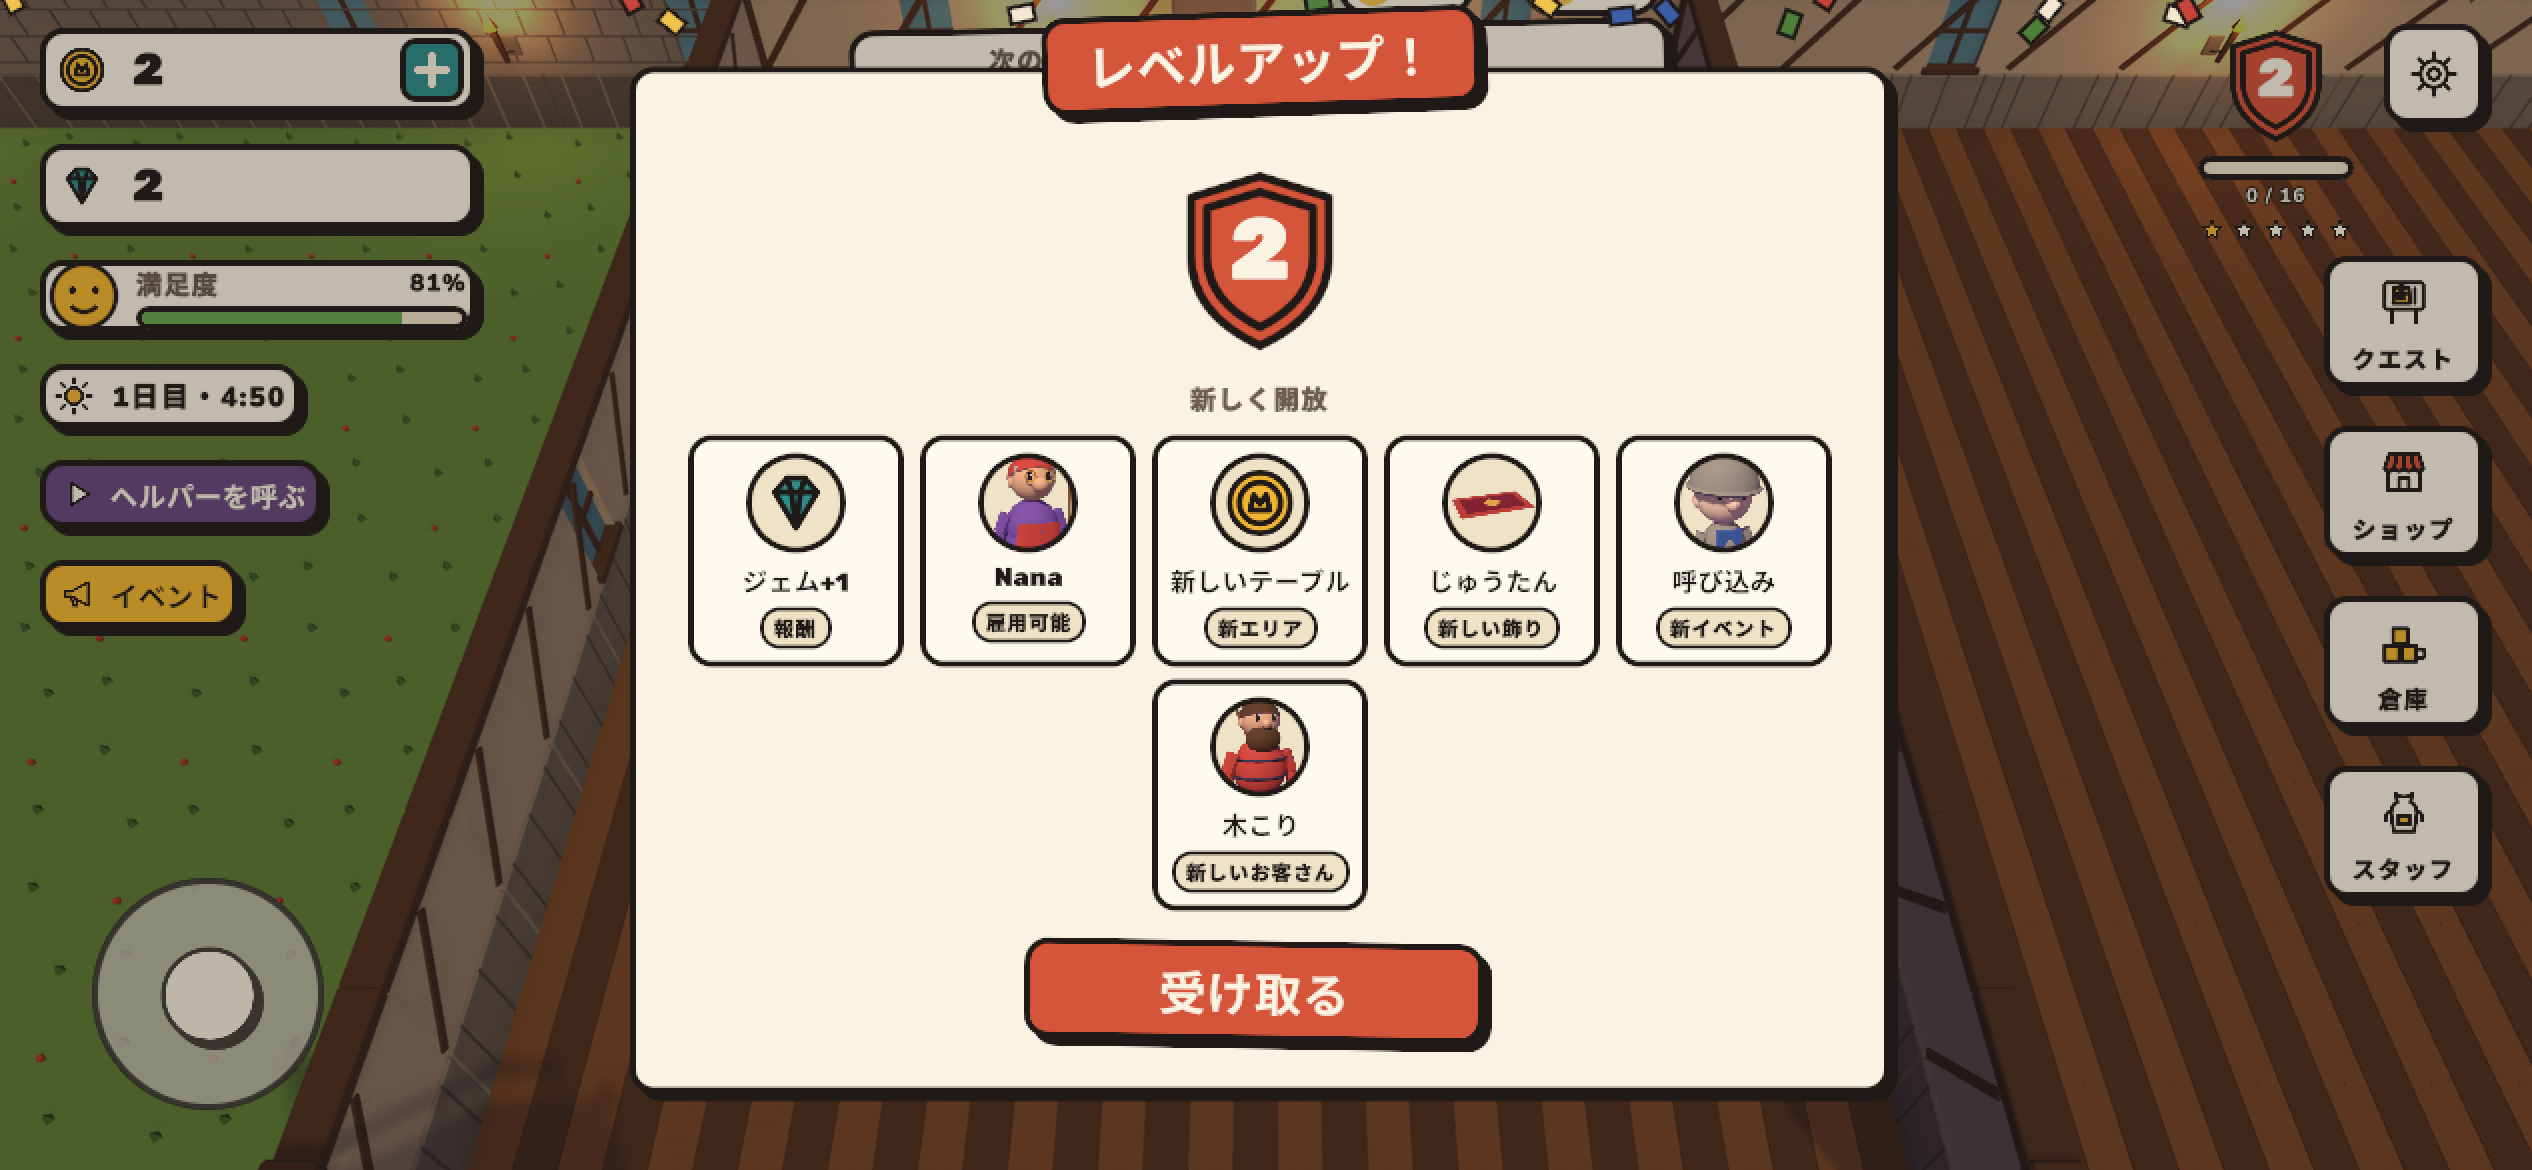 2
2
満足度 81%
1日目・4:50
ヘルパーを呼ぶ
イベント
次の
レベルアップ！
2
新しく開放
ジェム+1
報酬
Nana
雇用可能
新しいテーブル
新エリア
じゅうたん
新しい飾り
呼び込み
新イベント
木こり
新しいお客さん
受け取る
2
0 / 16
クエスト
ショップ
倉庫
スタッフ